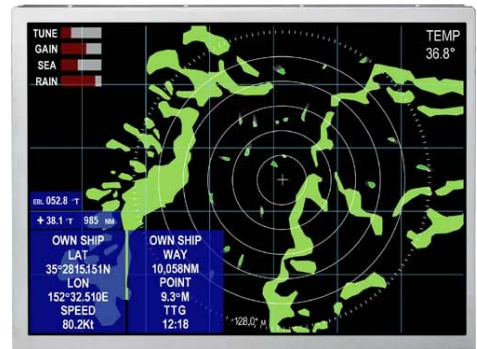 TUNE
GAIN
SEA
RAIN
TEMP
36.8°
EBL 052.8 °T
+ 38.1 °T 985 NM
OWN SHIP
LAT
35°2815.151N
LON
152°32.510E
SPEED
80.2Kt
OWN SHIP
WAY
10,058NM
POINT
9.3°M
TTG
12:18
128.0° M